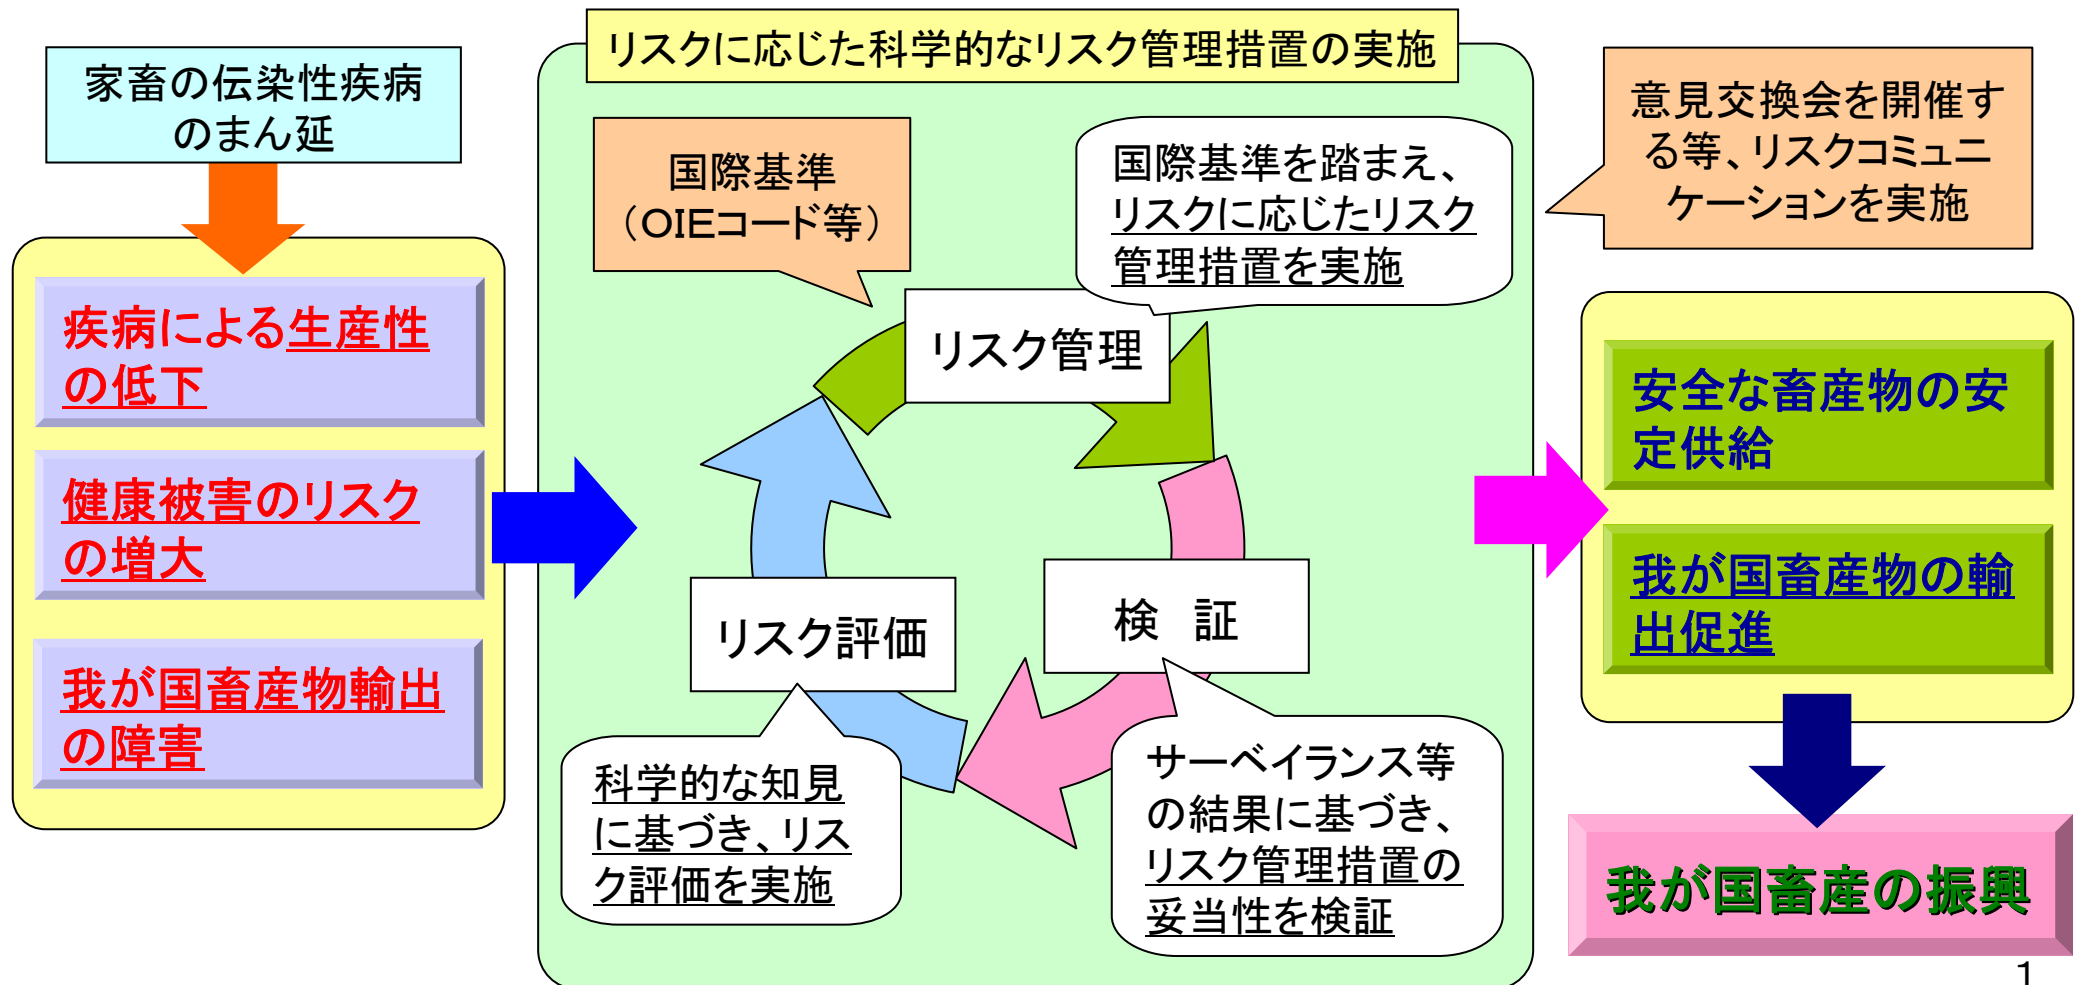 リスクに応じた科学的なリスク管理措置の実施
家畜の伝染性疾病
のまん延
疾病による生産性
の低下
健康被害のリスク
の増大
我が国畜産物輸出
の障害
国際基準
（OIEコード等）
国際基準を踏まえ、
リスクに応じたリスク
管理措置を実施
リスク管理
検　証
リスク評価
科学的な知見
に基づき、リス
ク評価を実施
サーベイランス等
の結果に基づき、
リスク管理措置の
妥当性を検証
意見交換会を開催す
る等、リスクコミュニ
ケーションを実施
安全な畜産物の安
定供給
我が国畜産物の輸
出促進
我が国畜産の振興
1